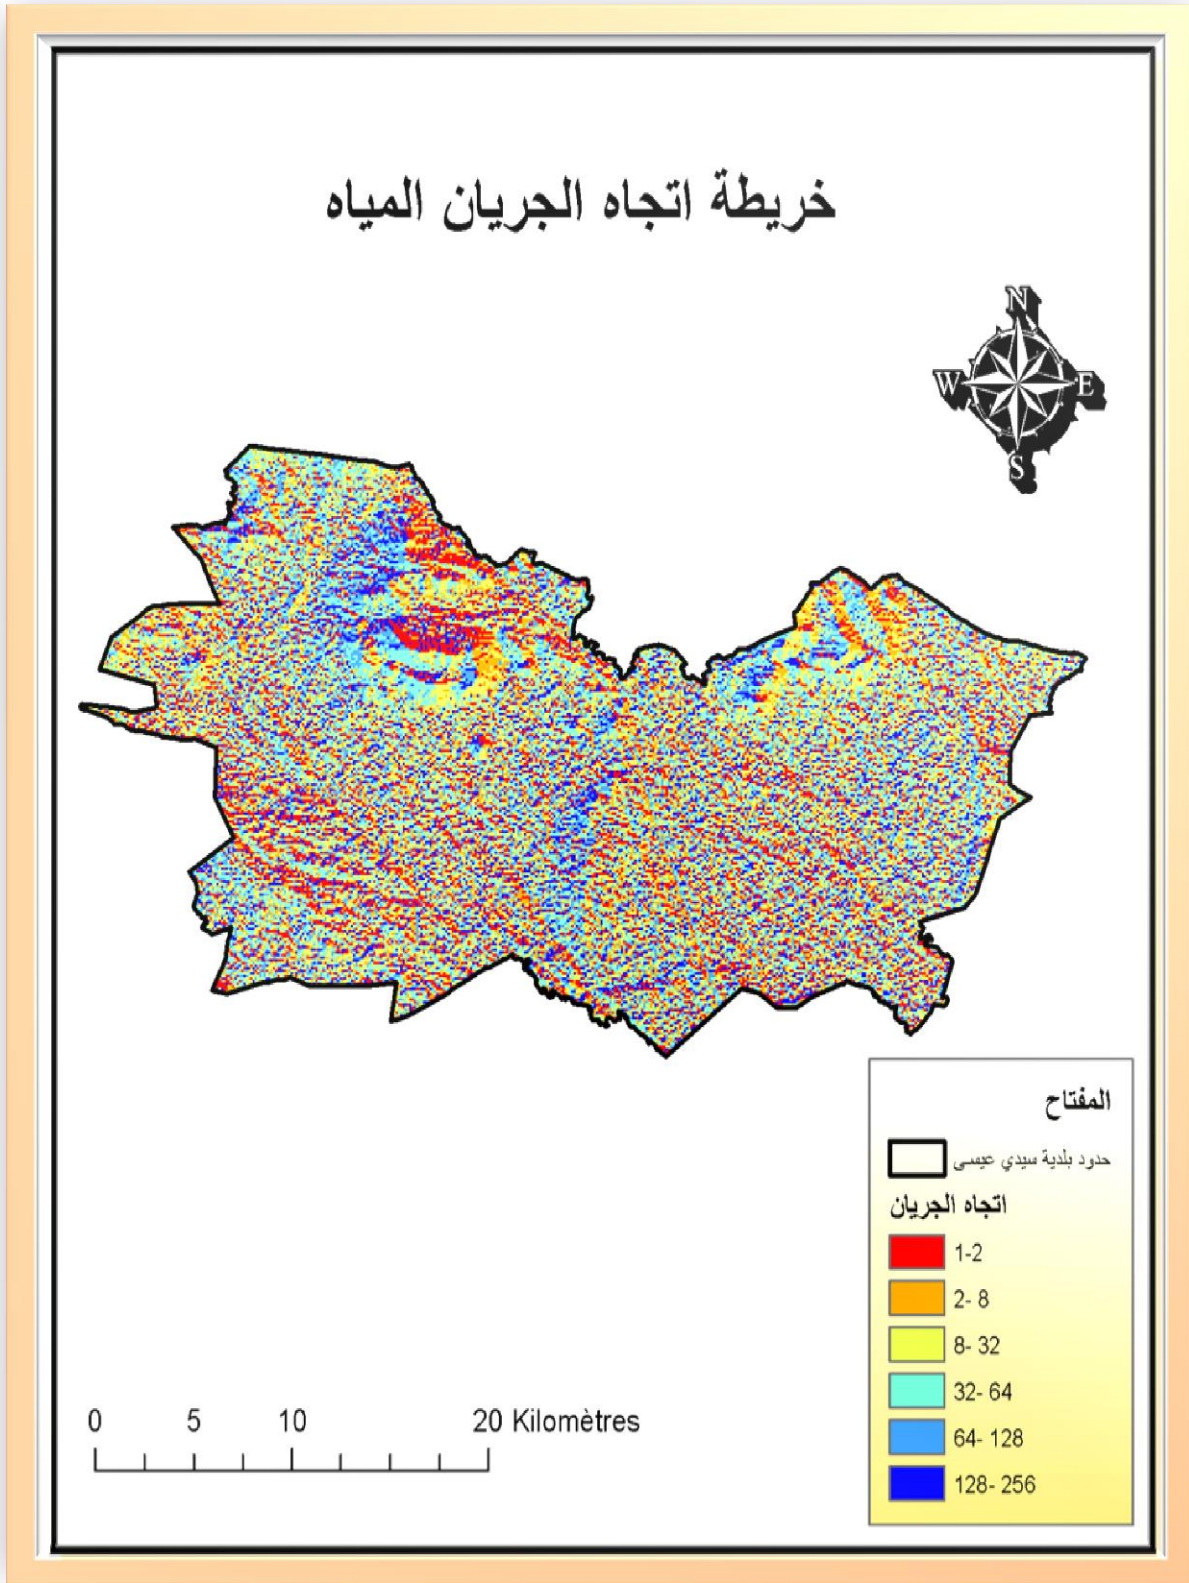 خريطة اتجاه الجريان المياه
N
W
E
S
المفتاح
حدود بلدية سيدي عيسى
اتجاه الجريان
1-2
2- 8
8- 32
32- 64
64- 128
128- 256
0 5 10 20 Kilomètres